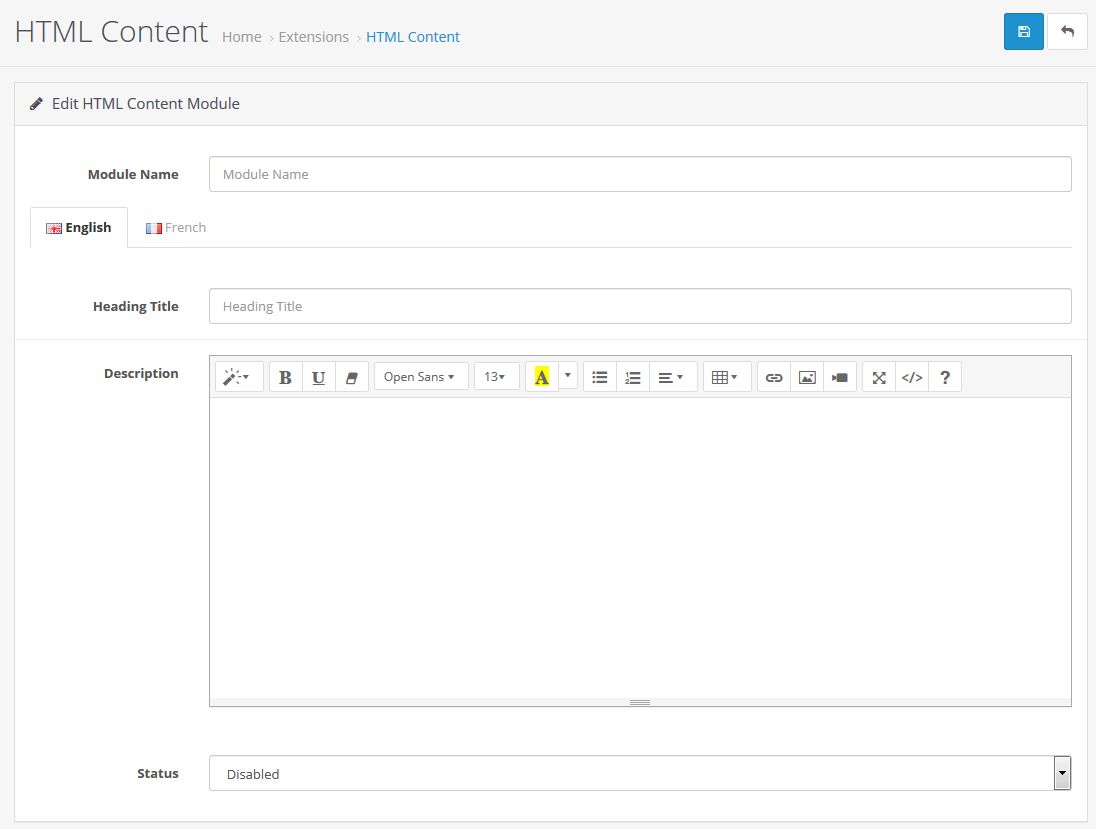 HTML Content Home › Extensions › HTML Content
Edit HTML Content Module
Module Name Module Name
English French
Heading Title Heading Title
Description B U Open Sans 13 A </> ?
Status Disabled